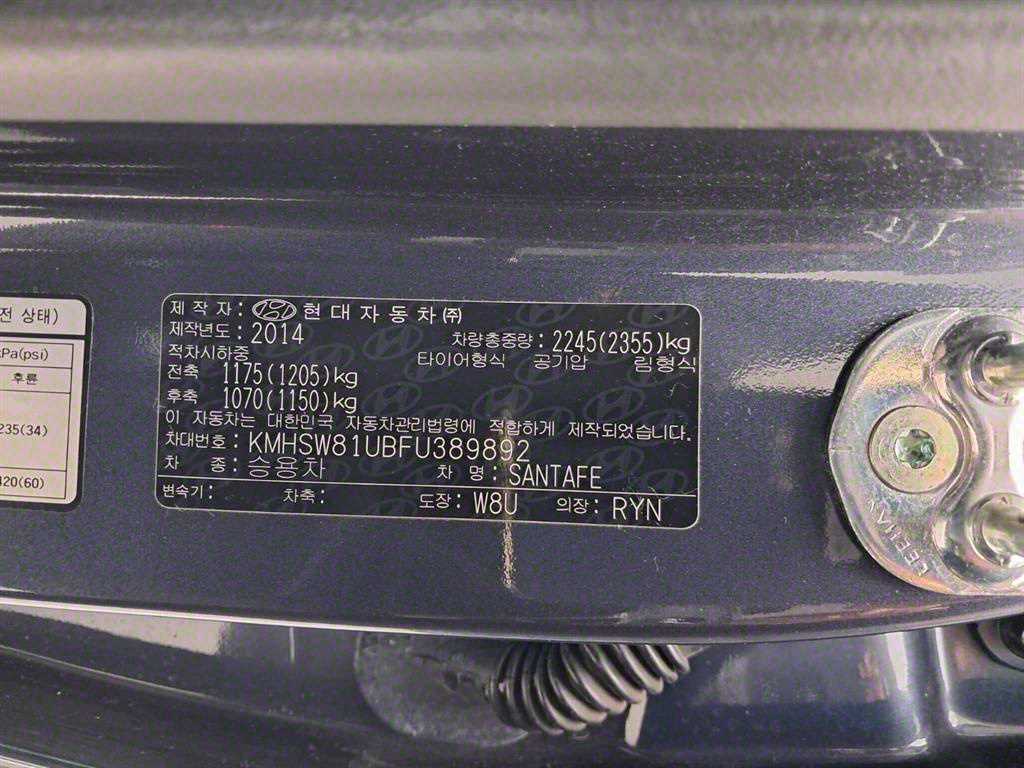 전 상태)
kPa(psi)
후륜
235(34)
420(60)
제 작 자: 현대자동차㈜
제작년도: 2014 차량총중량: 2245(2355)kg
적차시하중 타이어형식 공기압 림형식
전축 1175(1205)kg
후축 1070(1150)kg
이 자동차는 대한민국 자동차관리법령에 적합하게 제작되었습니다.
차대번호: KMHSW81UBFU389892
차 종: 승용차 차 명: SANTAFE
변속기: 차축: 도장: W8U 의장: RYN